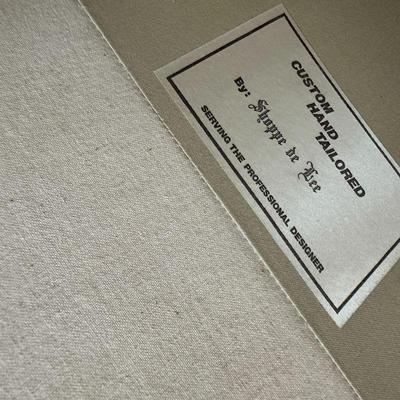 CUSTOM
HAND TAILORED
By: Shoppe de Lee
SERVING THE PROFESSIONAL DESIGNER